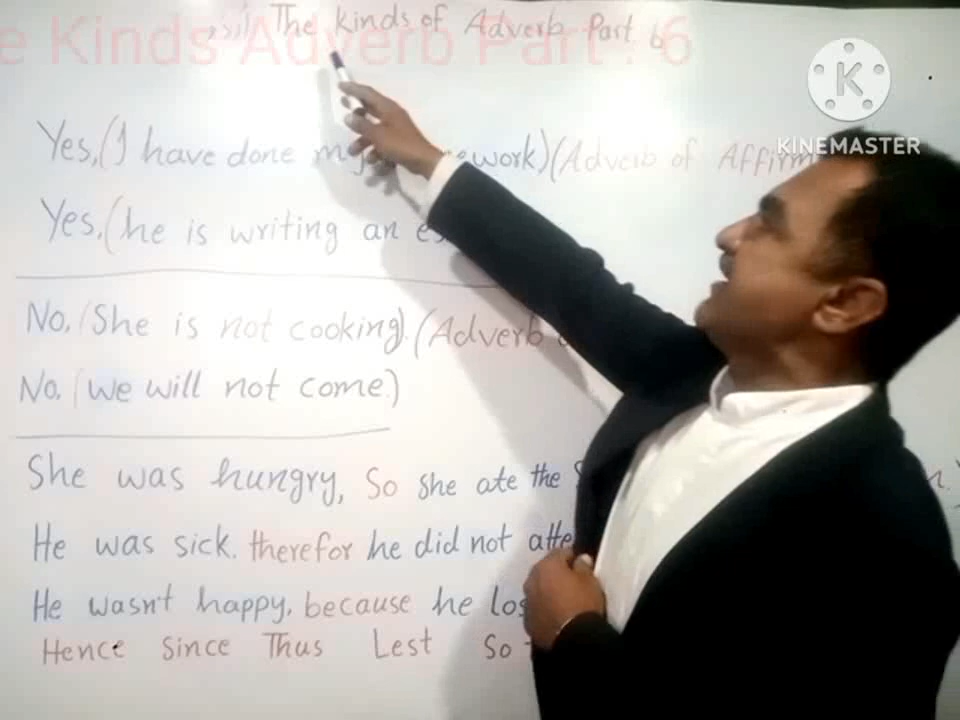 The Kinds of Adverb Part 6
e Kinds Adverb Part : 6
KINEMASTER
Yes, (I have done my work) (Adverb of Affirm
Yes, (he is writing an es
No, (She is not cooking). (Adverb
No, (we will not come.)
She was hungry, So she ate the
He was sick. therefor he did not atte
He wasn't happy, because he los
Hence Since Thus Lest So